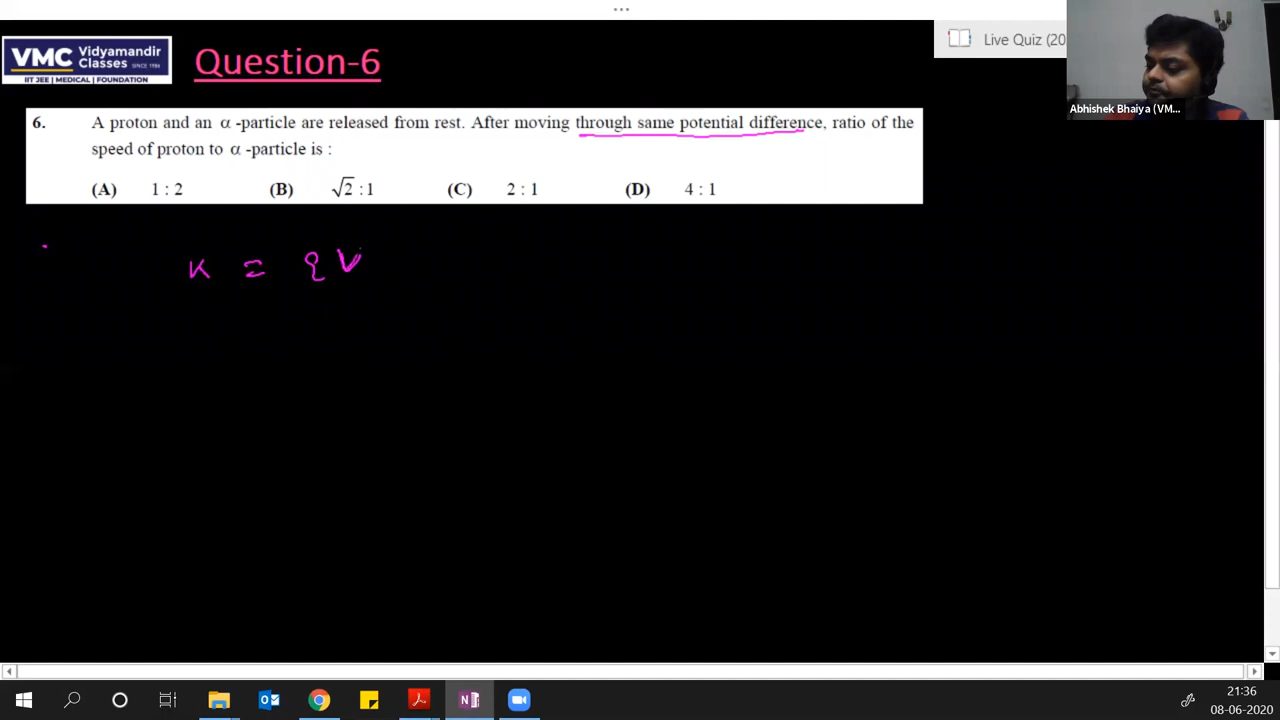 ...
VMC Vidyamandir Classes SINCE 1986
IIT JEE | MEDICAL | FOUNDATION
Question-6
Live Quiz (20
Abhishek Bhaiya (VM...
6. A proton and an α -particle are released from rest. After moving through same potential difference, ratio of the
speed of proton to α -particle is :
(A) 1 : 2 (B) √2 : 1 (C) 2 : 1 (D) 4 : 1
K = qV
21:36
08-06-2020